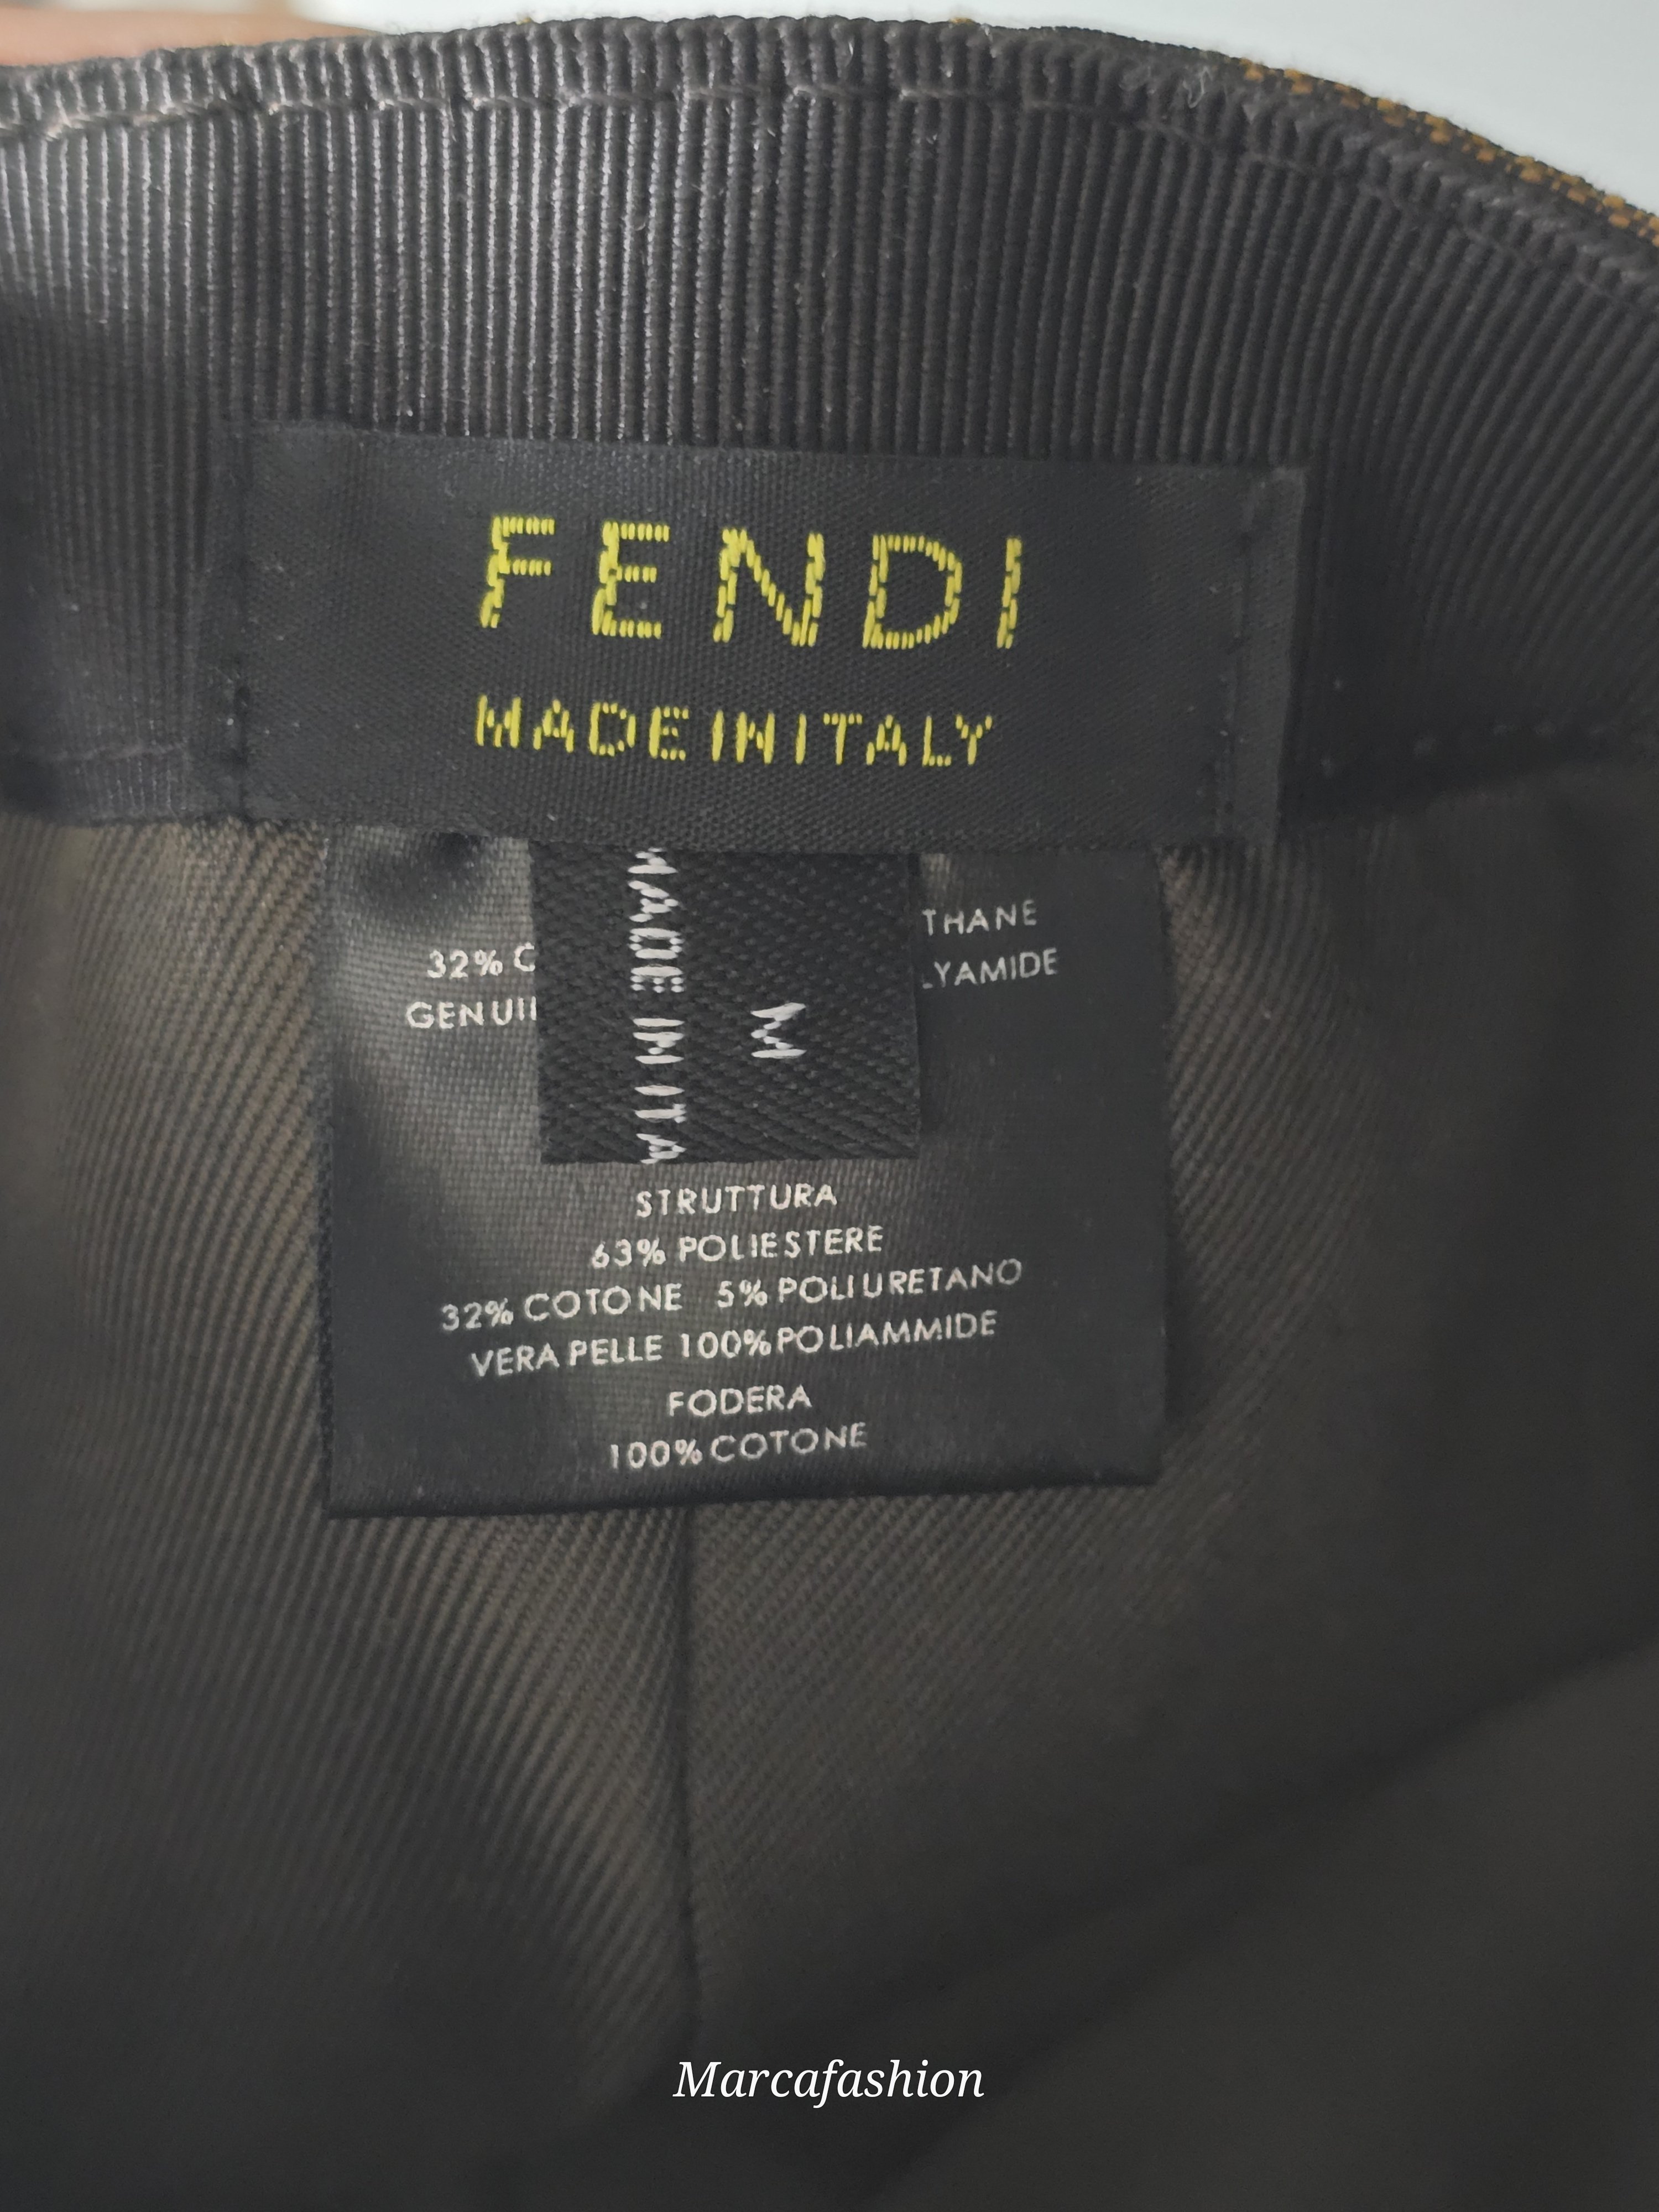 FENDI
MADE IN ITALY
MADE IN ITA
M
THANE
32% C
LYAMIDE
GENUI
STRUTTURA
63% POLIESTERE
32% COTONE 5% POLIURETANO
VERA PELLE 100% POLIAMMIDE
FODERA
100% COTONE
Marcafashion